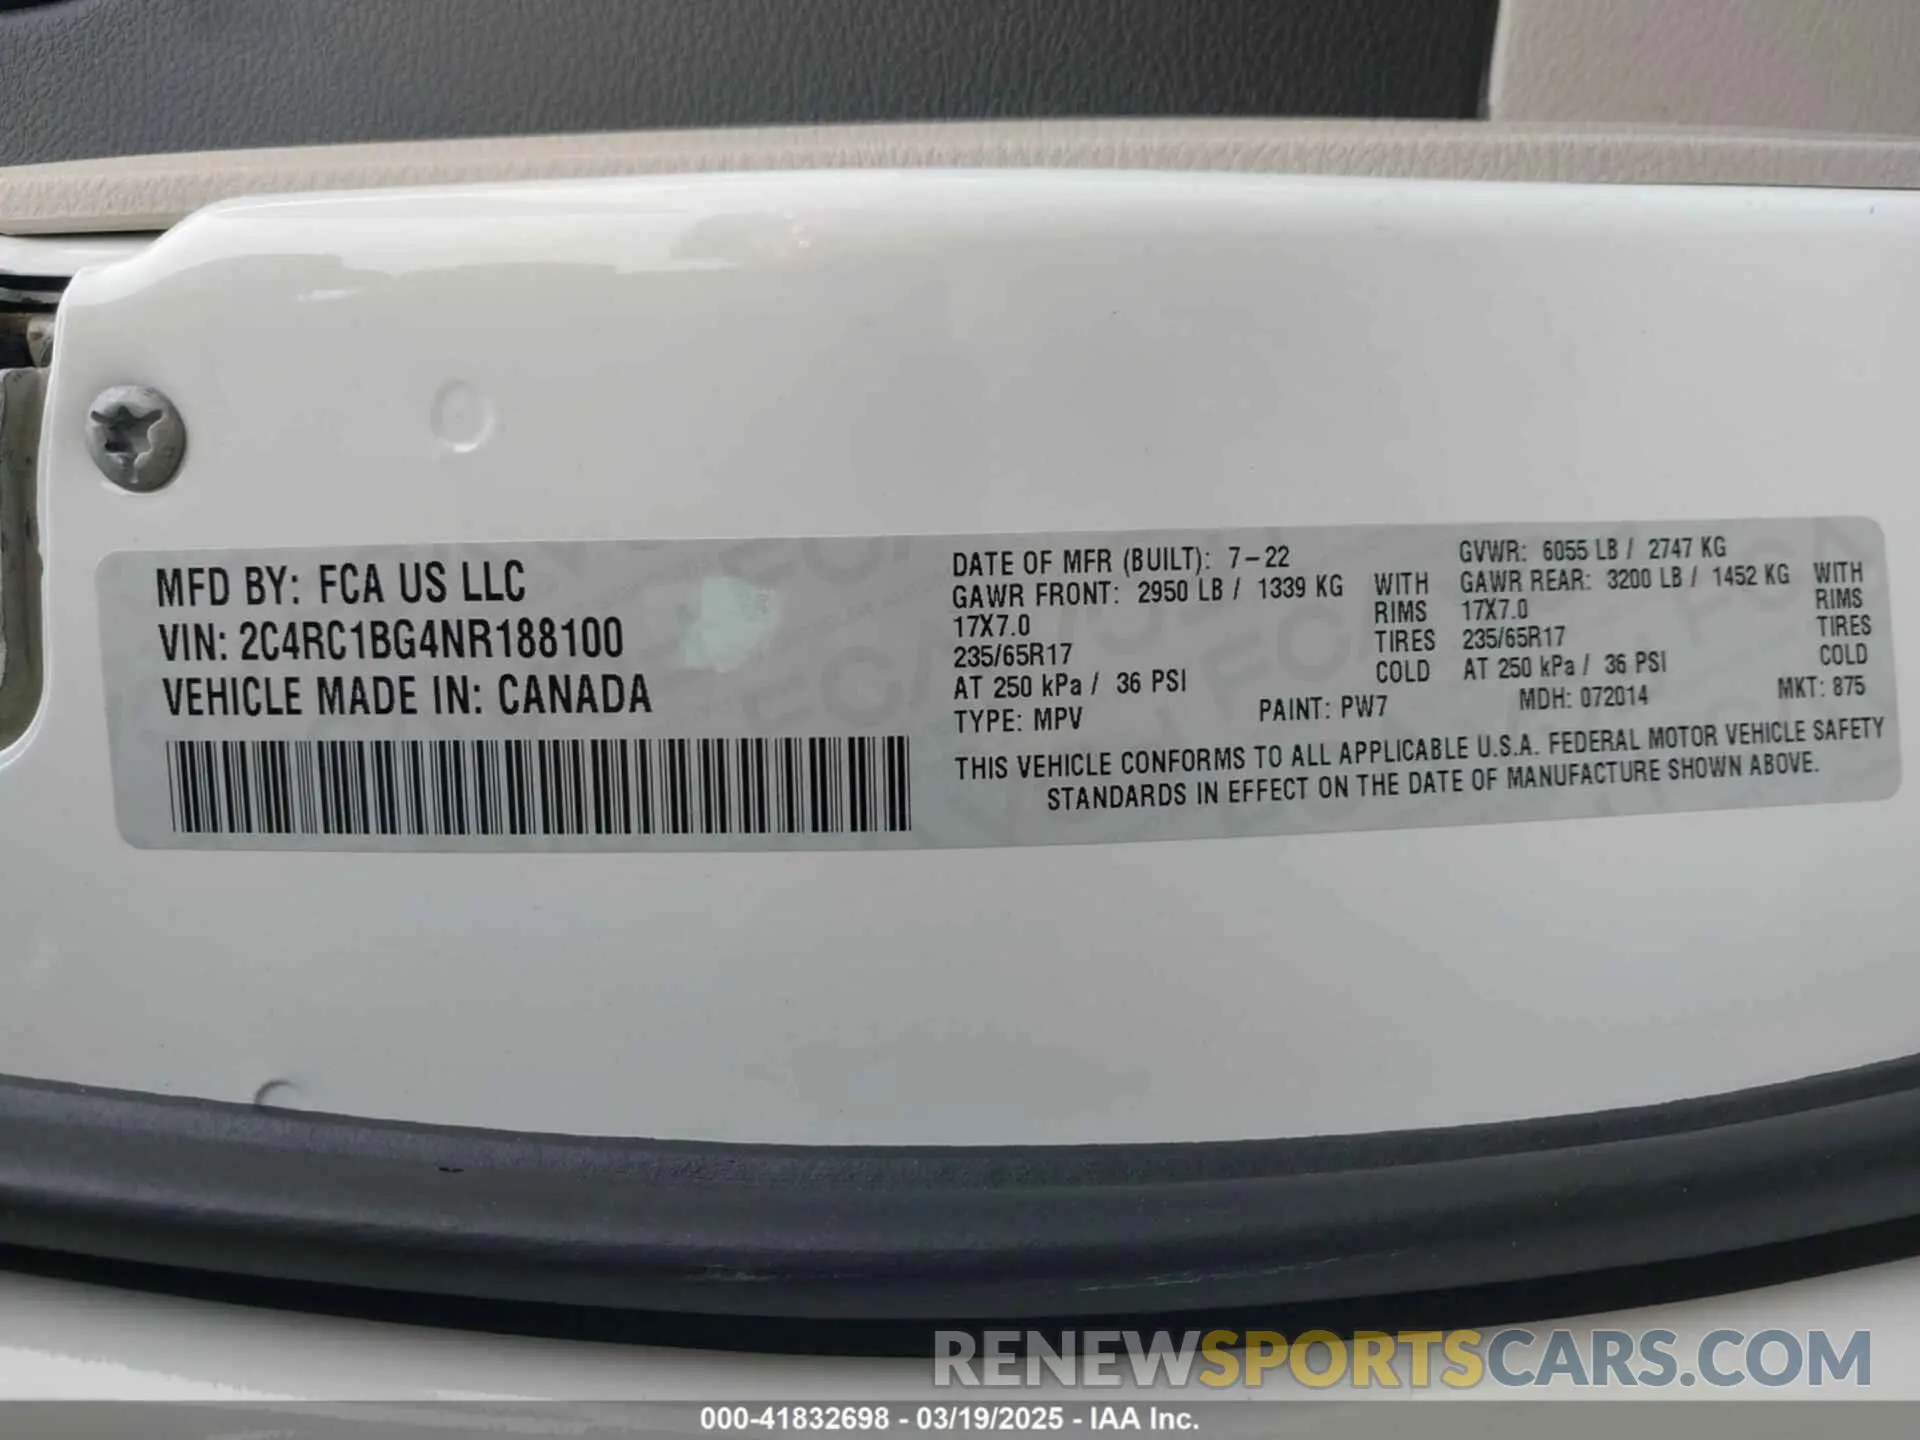 MFD BY: FCA US LLC
VIN: 2C4RC1BG4NR188100
VEHICLE MADE IN: CANADA
DATE OF MFR (BUILT): 7-22 GVWR: 6055 LB / 2747 KG
GAWR FRONT: 2950 LB / 1339 KG WITH GAWR REAR: 3200 LB / 1452 KG WITH
17X7.0 RIMS 17X7.0 RIMS
235/65R17 TIRES 235/65R17 TIRES
AT 250 kPa / 36 PSI COLD AT 250 kPa / 36 PSI COLD
TYPE: MPV PAINT: PW7 MDH: 072014 MKT: 875
THIS VEHICLE CONFORMS TO ALL APPLICABLE U.S.A. FEDERAL MOTOR VEHICLE SAFETY
STANDARDS IN EFFECT ON THE DATE OF MANUFACTURE SHOWN ABOVE.
RENEWSPORTSCARS.COM
000-41832698 - 03/19/2025 - IAA Inc.